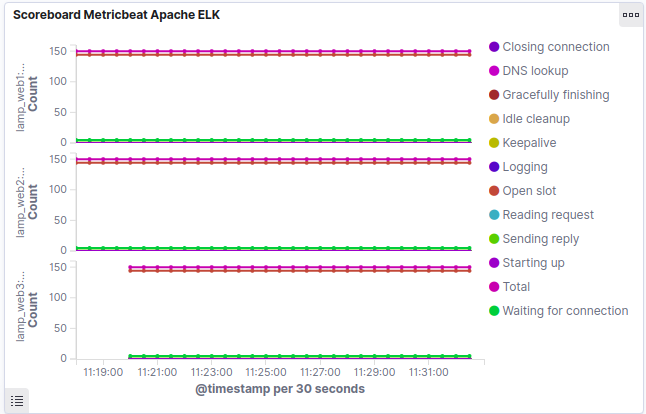 Scoreboard Metricbeat Apache ELK
lamp_web1:...
Count
150
100
50
0
lamp_web2:...
Count
150
100
50
0
lamp_web3:...
Count
150
100
50
0
11:19:00 11:21:00 11:23:00 11:25:00 11:27:00 11:29:00 11:31:00
@timestamp per 30 seconds
Closing connection
DNS lookup
Gracefully finishing
Idle cleanup
Keepalive
Logging
Open slot
Reading request
Sending reply
Starting up
Total
Waiting for connection